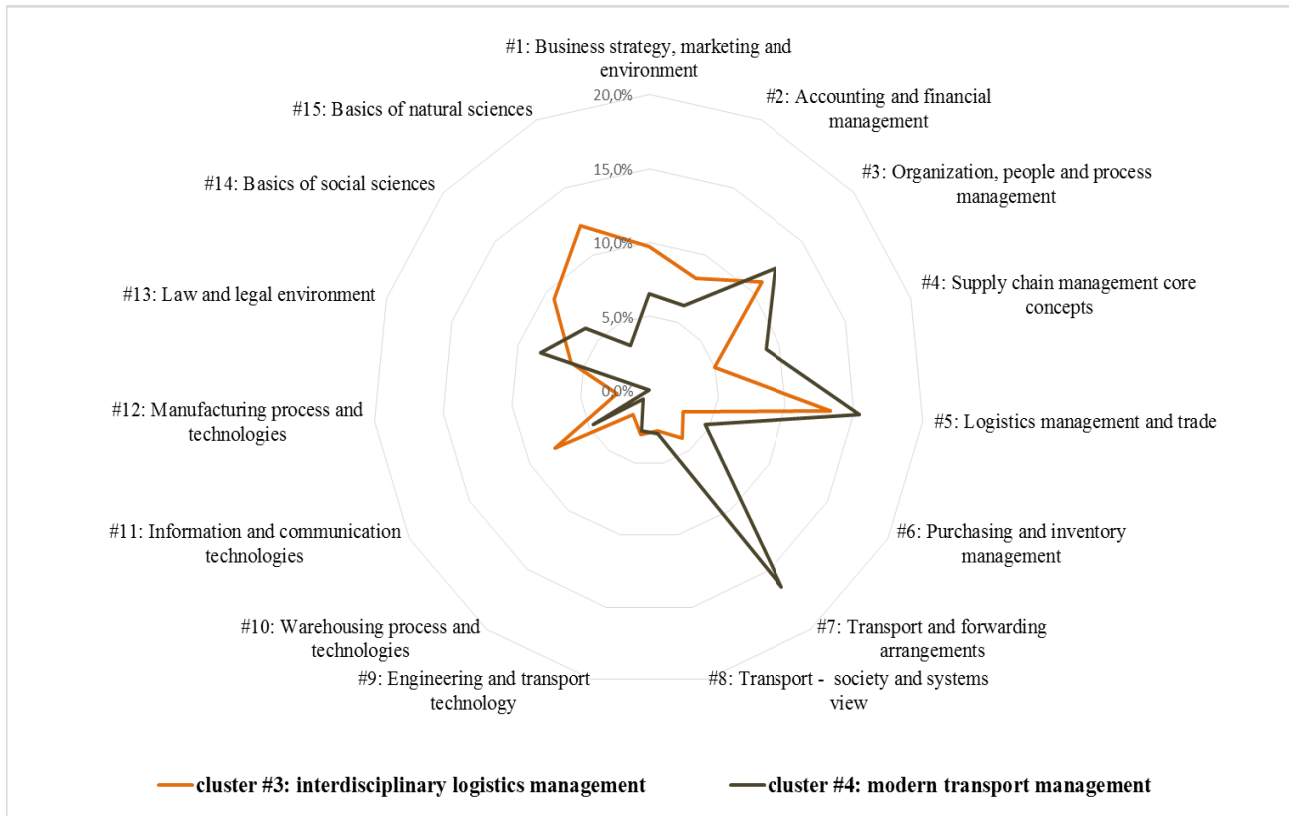 #1: Business strategy, marketing and
environment
#2: Accounting and financial
management
#3: Organization, people and process
management
#4: Supply chain management core
concepts
#5: Logistics management and trade
#6: Purchasing and inventory
management
#7: Transport and forwarding
arrangements
#8: Transport - society and systems
view
#9: Engineering and transport
technology
#10: Warehousing process and
technologies
#11: Information and communication
technologies
#12: Manufacturing process and
technologies
#13: Law and legal environment
#14: Basics of social sciences
#15: Basics of natural sciences
20,0%
15,0%
10,0%
5,0%
0,0%
cluster #3: interdisciplinary logistics management
cluster #4: modern transport management